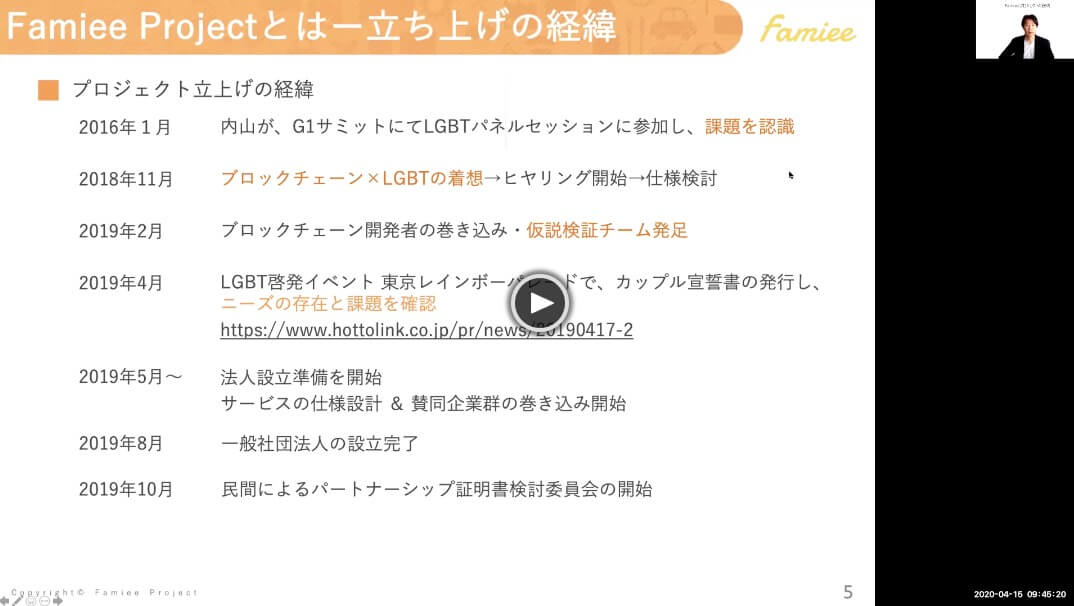 Famiee Projectとは―立ち上げの経緯
Famiee
プロジェクト立上げの経緯
2016年1月 内山が、G1サミットにてLGBTパネルセッションに参加し、課題を認識
2018年11月 ブロックチェーン×LGBTの着想→ヒヤリング開始→仕様検討
2019年2月 ブロックチェーン開発者の巻き込み・仮説検証チーム発足
2019年4月 LGBT啓発イベント 東京レインボーパレードで、カップル宣誓書の発行し、
ニーズの存在と課題を確認
https://www.hottolink.co.jp/pr/news/20190417-2
2019年5月～ 法人設立準備を開始
サービスの仕様設計 & 賛同企業群の巻き込み開始
2019年8月 一般社団法人の設立完了
2019年10月 民間によるパートナーシップ証明書検討委員会の開始
Copyright© Famiee Project
5
2020-04-15 09:45:20